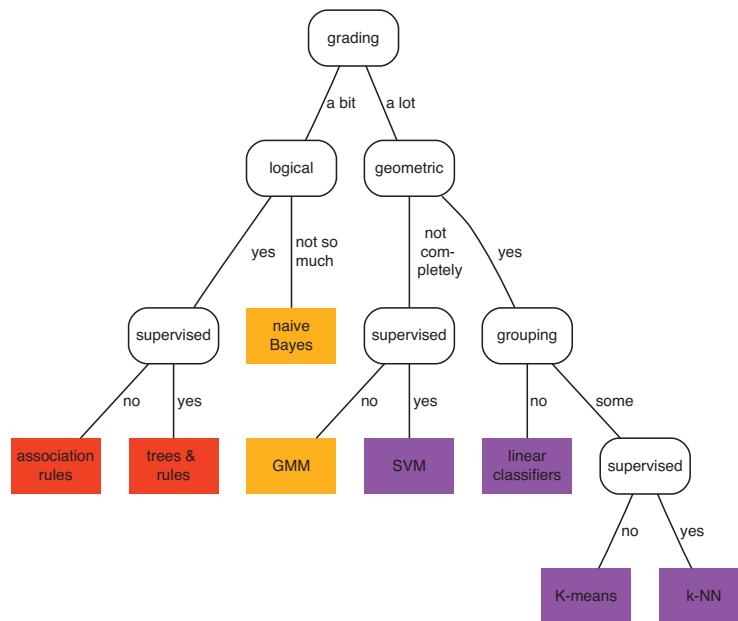 grading
a bit
a lot
logical
geometric
yes
not so
much
not
com-
pletely
yes
supervised
naive
Bayes
supervised
grouping
no
yes
no
yes
no
some
association
rules
trees &
rules
GMM
SVM
linear
classifiers
supervised
no
yes
K-means
k-NN